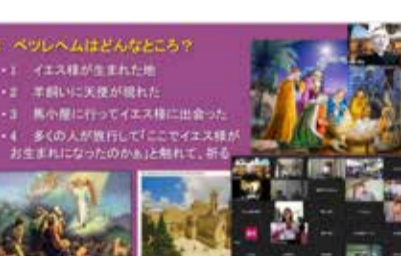 ベツレヘムはどんなところ？
・1 イエス様が生まれた地
・2 羊飼いに天使が現れた
・3 馬小屋に行ってイエス様に出会った
・4 多くの人が旅行して「ここでイエス様が
お生まれになったのかぁ」と触れて、祈る